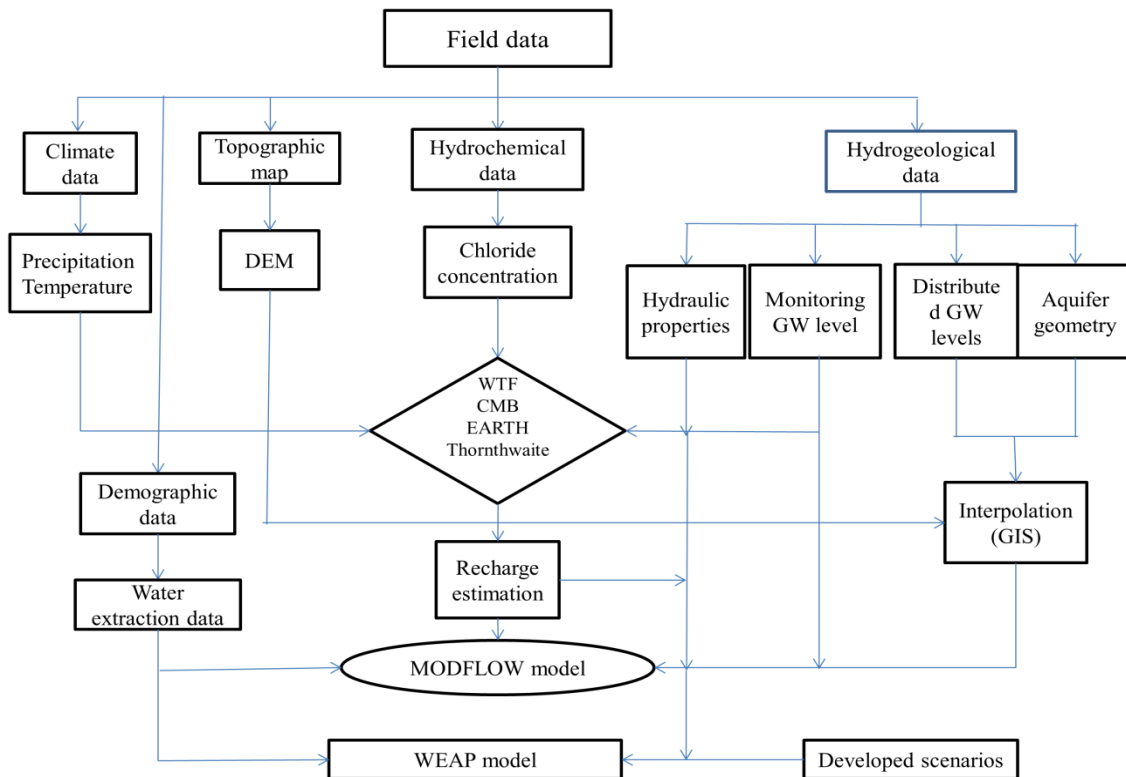 Field data
Climate
data
Topographic
map
Hydrochemical
data
Hydrogeological
data
Precipitation
Temperature
DEM
Chloride
concentration
Hydraulic
properties
Monitoring
GW level
Distribute
d GW
levels
Aquifer
geometry
WTF
CMB
EARTH
Thornthwaite
Demographic
data
Interpolation
(GIS)
Water
extraction data
Recharge
estimation
MODFLOW model
WEAP model
Developed scenarios